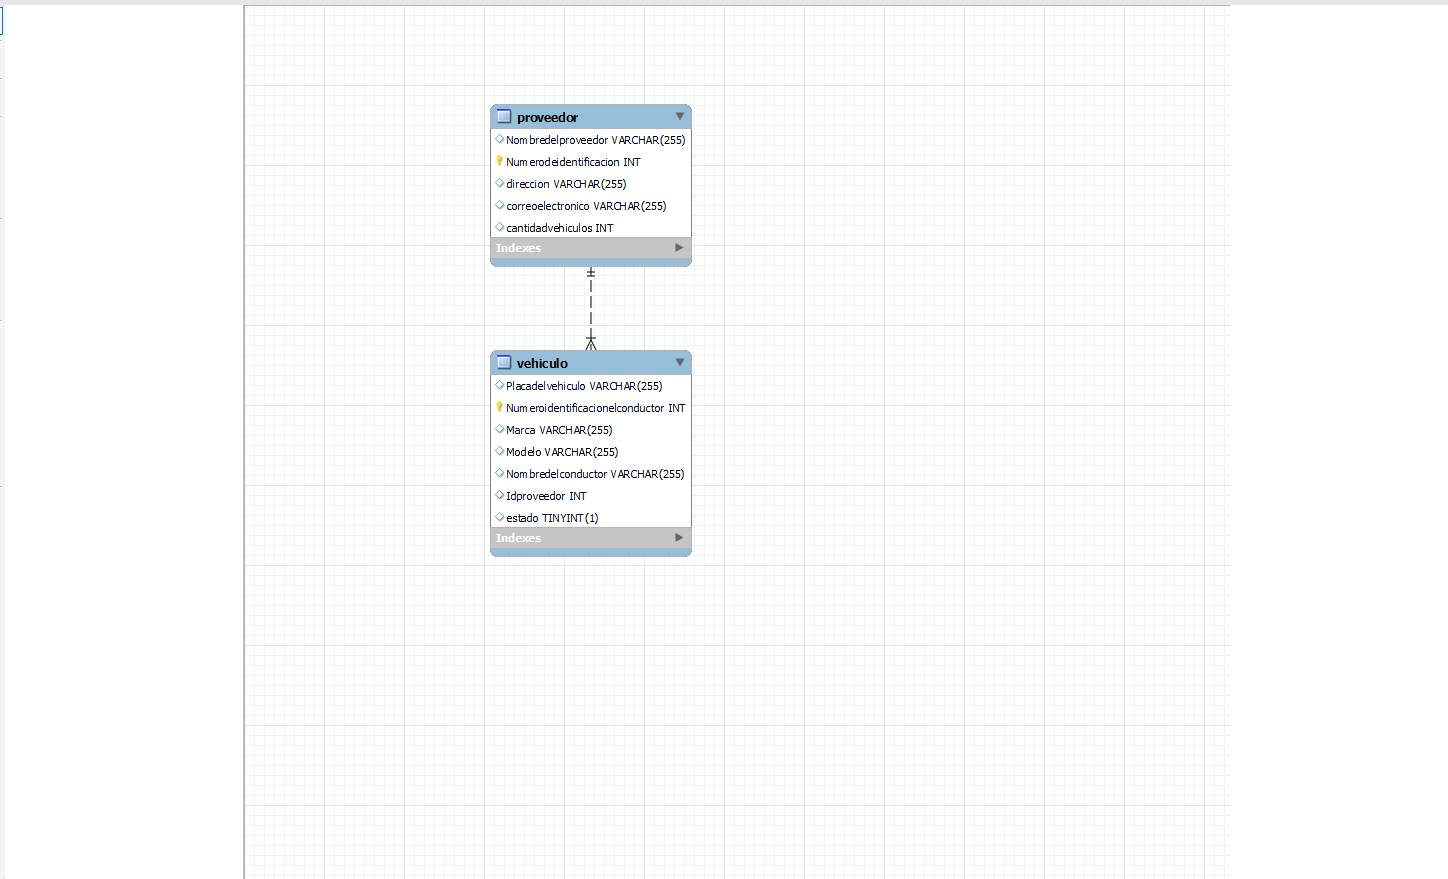 proveedor
Nombredelproveedor VARCHAR(255)
Numerodeidentificacion INT
direccion VARCHAR(255)
correoelectronico VARCHAR(255)
cantidadvehiculos INT
Indexes
vehiculo
Placadelvehiculo VARCHAR(255)
Numeroidentificacionelconductor INT
Marca VARCHAR(255)
Modelo VARCHAR(255)
Nombredelconductor VARCHAR(255)
Idproveedor INT
estado TINYINT(1)
Indexes